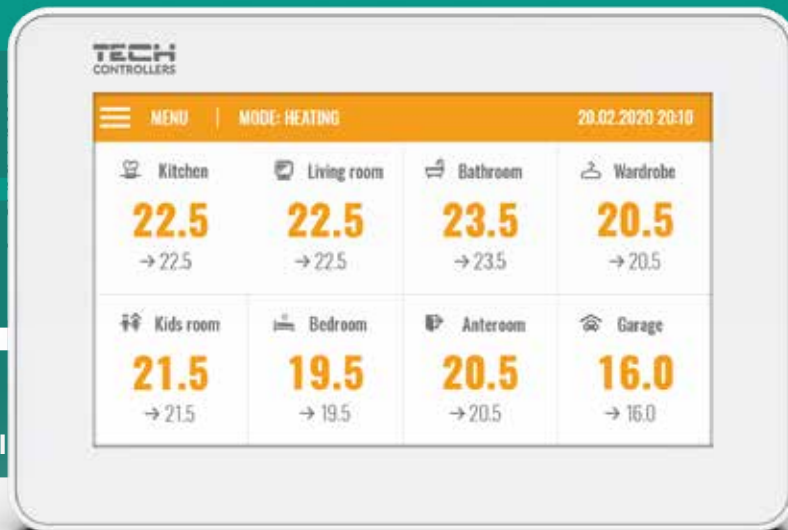 TECH
CONTROLLERS
MENU | MODE: HEATING 20.02.2020 20:10
Kitchen Living room Bathroom Wardrobe
22.5 22.5 23.5 20.5
→ 22.5 → 22.5 → 23.5 → 20.5
Kids room Bedroom Anteroom Garage
21.5 19.5 20.5 16.0
→ 21.5 → 19.5 → 20.5 → 16.0